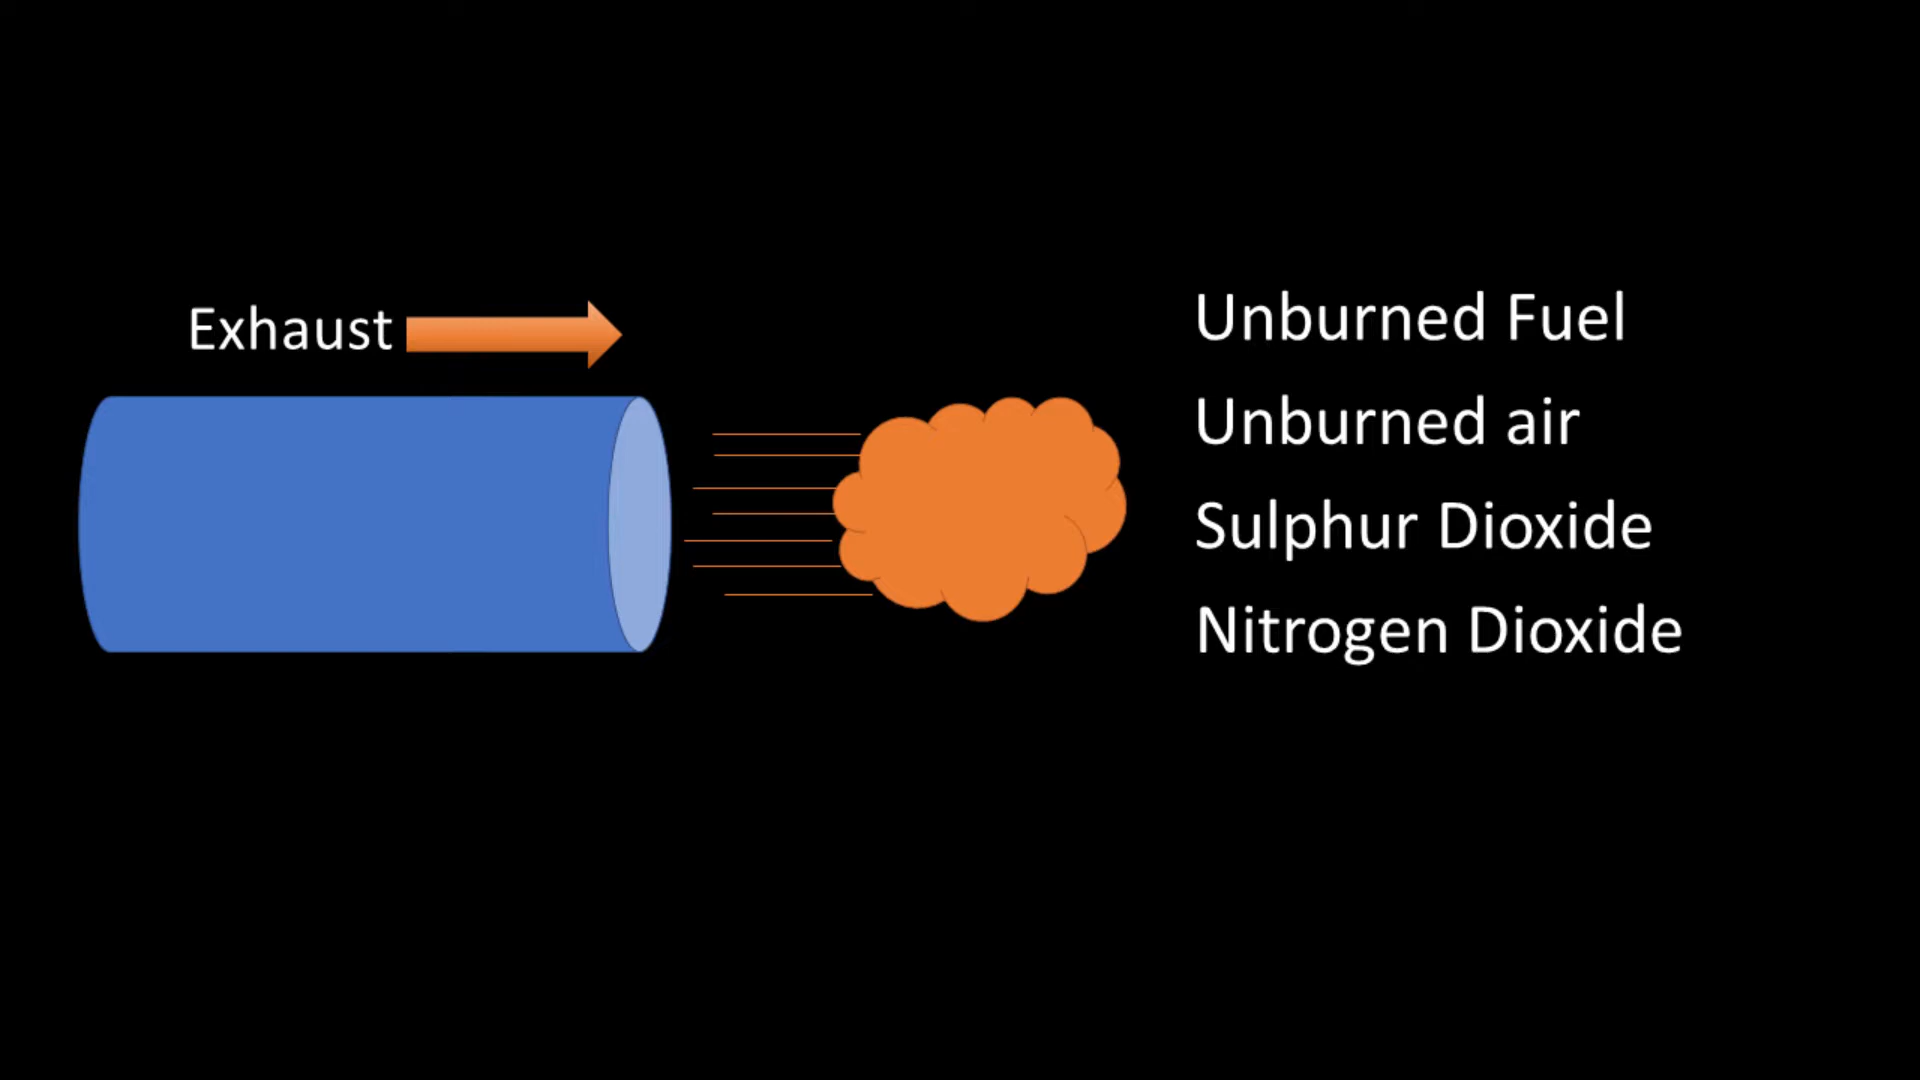 Exhaust
Unburned Fuel
Unburned air
Sulphur Dioxide
Nitrogen Dioxide